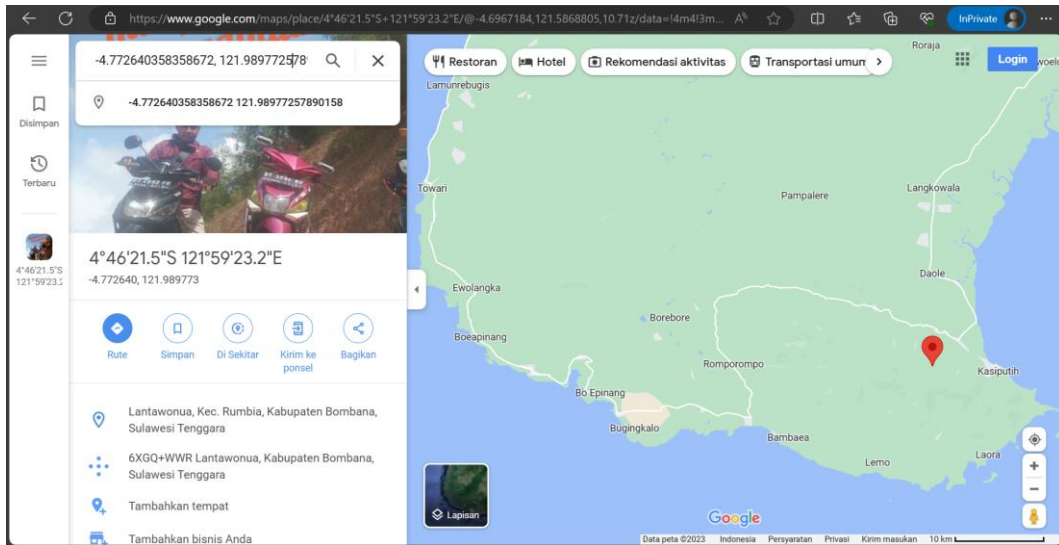 https://www.google.com/maps/place/4°46'21.5"S+121°59'23.2"E/@-4.6967184,121.5868805,10.71z/data=!4m4!3m...
InPrivate
-4.772640358358672, 121.9897725789
-4.772640358358672 121.98977257890158
Disimpan
Terbaru
4°46'21.5"S
121°59'23.2
4°46'21.5"S 121°59'23.2"E
-4.772640, 121.989773
Rute
Simpan
Di Sekitar
Kirim ke ponsel
Bagikan
Lantawonua, Kec. Rumbia, Kabupaten Bombana,
Sulawesi Tenggara
6XGQ+WWR Lantawonua, Kabupaten Bombana,
Sulawesi Tenggara
Tambahkan tempat
Tambahkan bisnis Anda
Restoran
Hotel
Rekomendasi aktivitas
Transportasi umum
Login
Roraja
Lamunrebugis
Towari
Pampalere
Langkowala
Daole
Ewolangka
Borebore
Boeapinang
Romporompo
Kasiputih
Bo Epinang
Bugingkalo
Bambaea
Lemo
Laora
Lapisan
Google
Data peta ©2023 Indonesia Persyaratan Privasi Kirim masukan 10 km